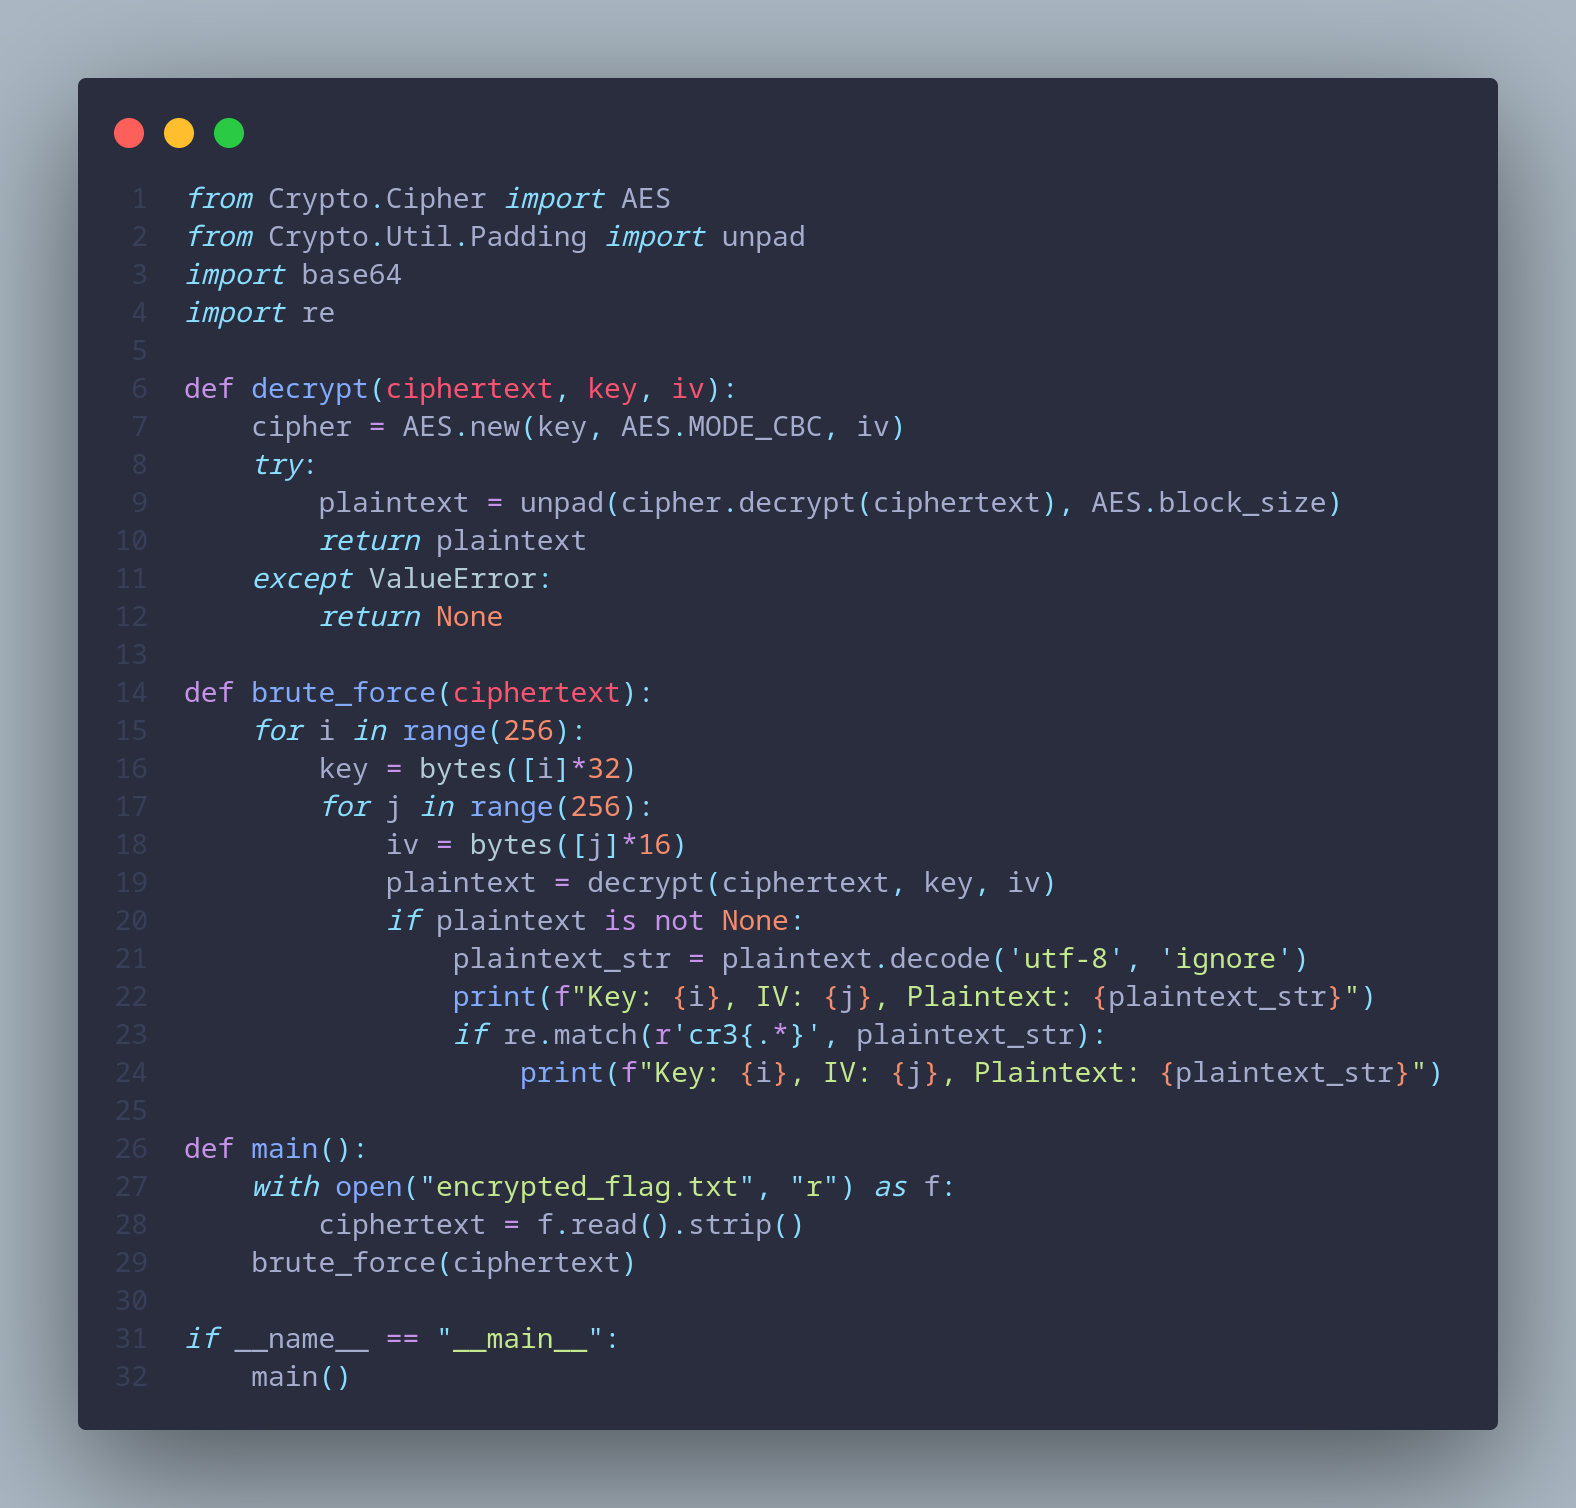 1 from Crypto.Cipher import AES
2 from Crypto.Util.Padding import unpad
3 import base64
4 import re
5
6 def decrypt(ciphertext, key, iv):
7     cipher = AES.new(key, AES.MODE_CBC, iv)
8     try:
9         plaintext = unpad(cipher.decrypt(ciphertext), AES.block_size)
10         return plaintext
11     except ValueError:
12         return None
13
14 def brute_force(ciphertext):
15     for i in range(256):
16         key = bytes([i]*32)
17         for j in range(256):
18             iv = bytes([j]*16)
19             plaintext = decrypt(ciphertext, key, iv)
20             if plaintext is not None:
21                 plaintext_str = plaintext.decode('utf-8', 'ignore')
22                 print(f"Key: {i}, IV: {j}, Plaintext: {plaintext_str}")
23                 if re.match(r'cr3{.*}', plaintext_str):
24                     print(f"Key: {i}, IV: {j}, Plaintext: {plaintext_str}")
25
26 def main():
27     with open("encrypted_flag.txt", "r") as f:
28         ciphertext = f.read().strip()
29     brute_force(ciphertext)
30
31 if __name__ == "__main__":
32     main()